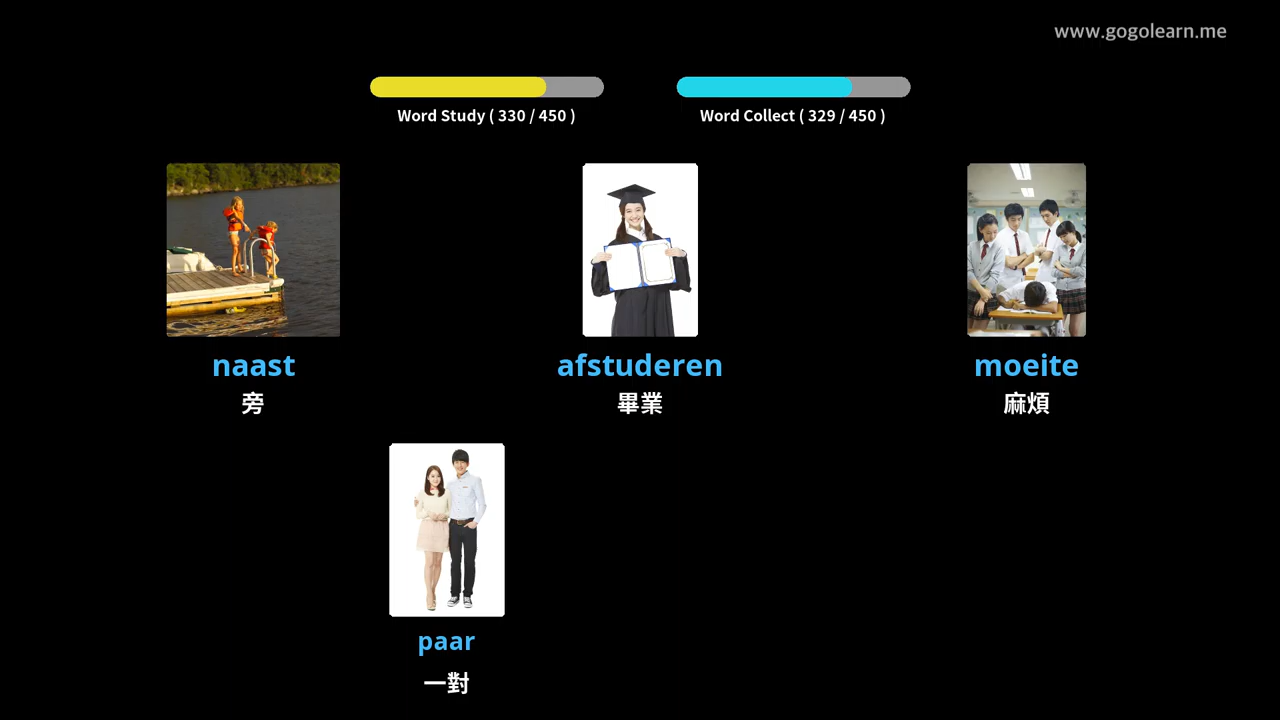 www.gogolearn.me
Word Study ( 330 / 450 )
Word Collect ( 329 / 450 )
naast
afstuderen
moeite
旁
畢業
麻煩
paar
一對